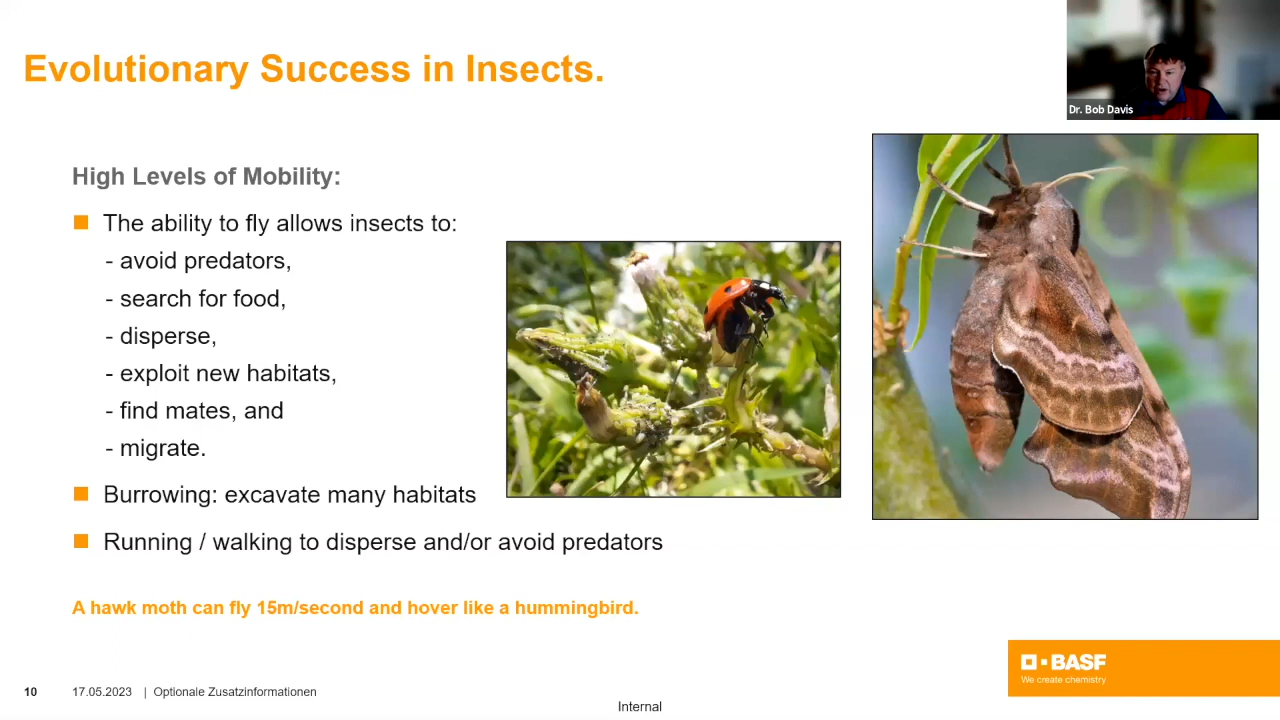 Evolutionary Success in Insects.
Dr. Bob Davis
High Levels of Mobility:
The ability to fly allows insects to:
- avoid predators,
- search for food,
- disperse,
- exploit new habitats,
- find mates, and
- migrate.
Burrowing: excavate many habitats
Running / walking to disperse and/or avoid predators
A hawk moth can fly 15m/second and hover like a hummingbird.
BASF
We create chemistry
10 17.05.2023 | Optionale Zusatzinformationen
Internal